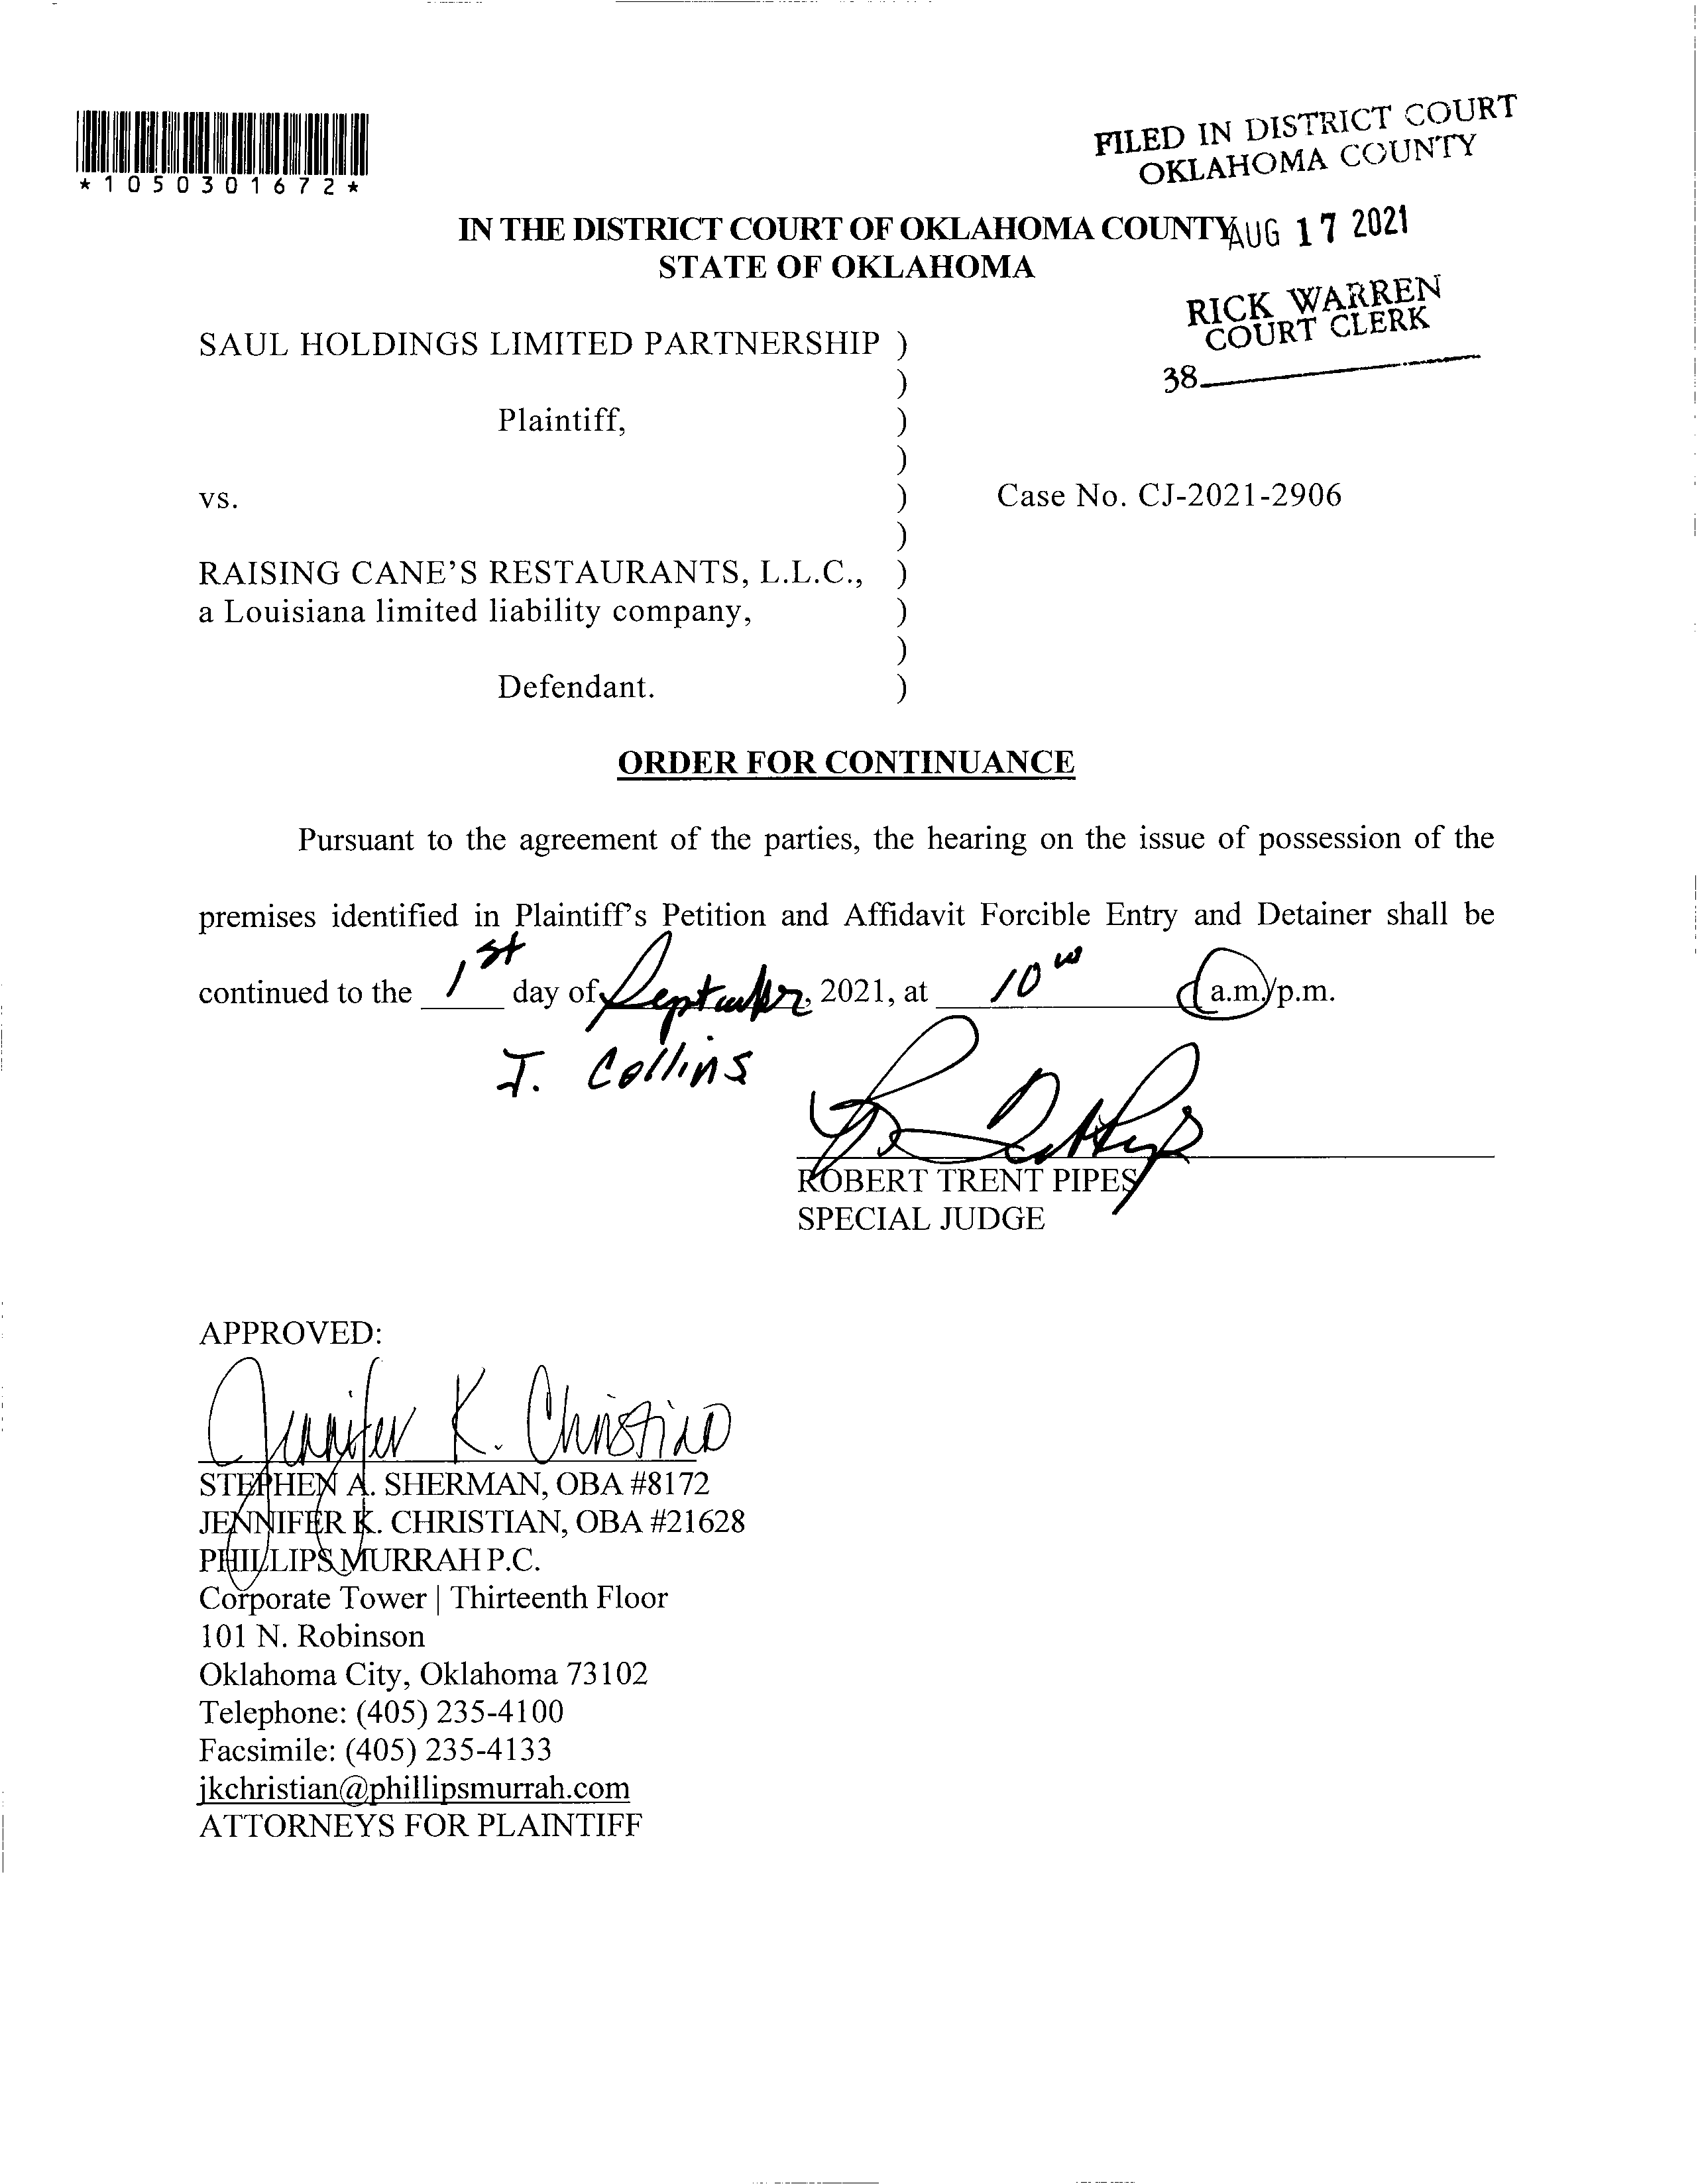 *1050301672*
FILED IN DISTRICT COURT
OKLAHOMA COUNTY
IN THE DISTRICT COURT OF OKLAHOMA COUNTY AUG 17 2021
STATE OF OKLAHOMA
RICK WARREN
COURT CLERK
38
SAUL HOLDINGS LIMITED PARTNERSHIP )
)
Plaintiff, )
)
vs. ) Case No. CJ-2021-2906
)
RAISING CANE'S RESTAURANTS, L.L.C., )
a Louisiana limited liability company, )
)
Defendant. )
ORDER FOR CONTINUANCE
Pursuant to the agreement of the parties, the hearing on the issue of possession of the
premises identified in Plaintiff's Petition and Affidavit Forcible Entry and Detainer shall be
continued to the 1st day of September, 2021, at 10 00 a.m./p.m.
J. Collins
ROBERT TRENT PIPES
SPECIAL JUDGE
APPROVED:
Jennifer K. Christian
STEPHEN A. SHERMAN, OBA #8172
JENNIFER K. CHRISTIAN, OBA #21628
PHILLIPS MURRAH P.C.
Corporate Tower | Thirteenth Floor
101 N. Robinson
Oklahoma City, Oklahoma 73102
Telephone: (405) 235-4100
Facsimile: (405) 235-4133
jkchristian@phillipsmurrah.com
ATTORNEYS FOR PLAINTIFF